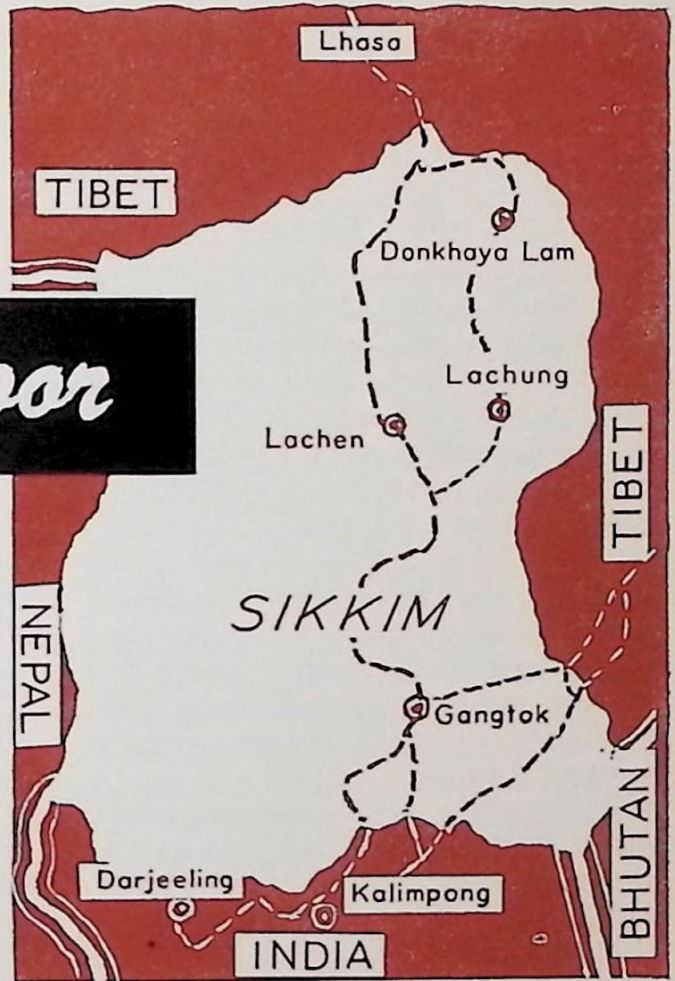 Lhasa
TIBET
Donkhaya Lam
Lachung
Lachen
TIBET
SIKKIM
NEPAL
Gangtok
BHUTAN
Darjeeling
Kalimpong
INDIA